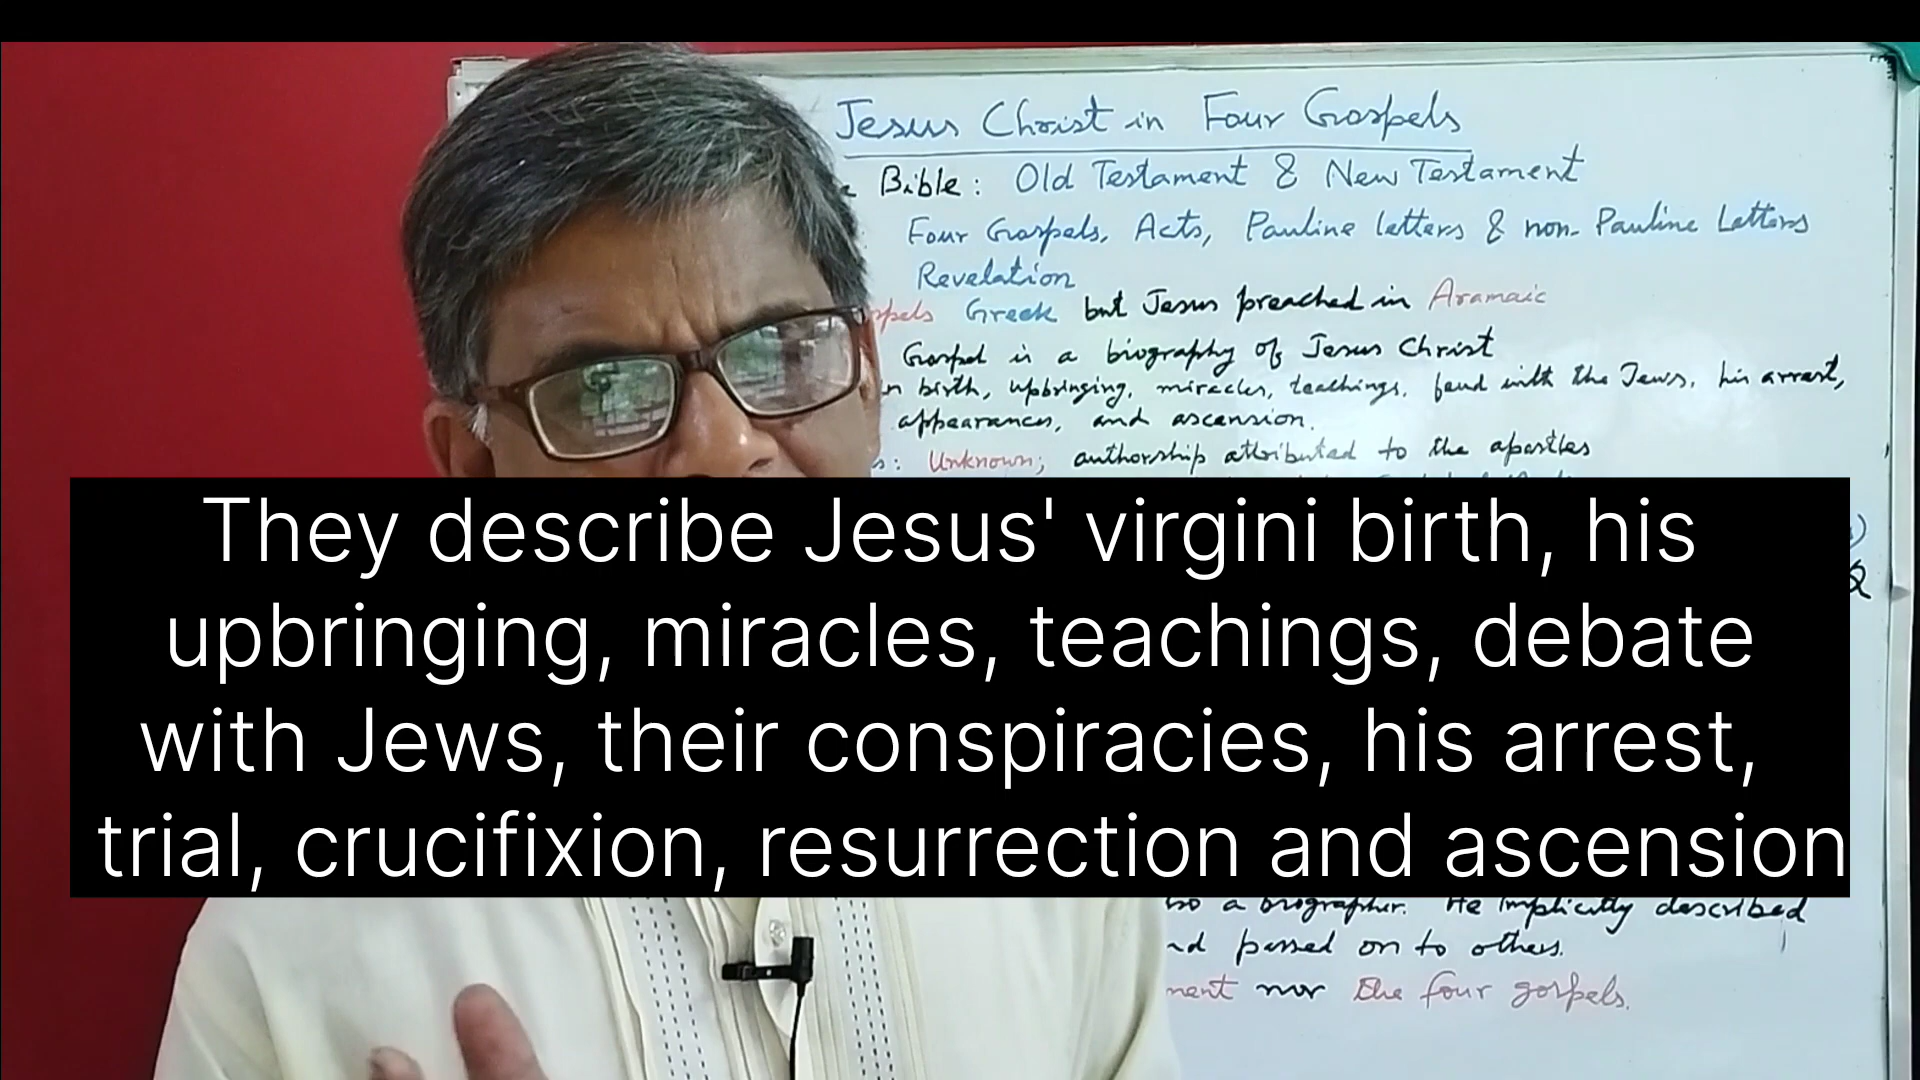 Jesus Christ in Four Gospels
Bible: Old Testament & New Testament
Four Gospels, Acts, Pauline letters & non-Pauline Letters
Revelation
Greek but Jesus preached in Aramaic
Gospel is a biography of Jesus Christ
birth, upbringing, miracles, teachings, feud with the Jews, his arrest,
appearances, and ascension.
Unknown; authorship attributed to the apostles
They describe Jesus' virgini birth, his
upbringing, miracles, teachings, debate
with Jews, their conspiracies, his arrest,
trial, crucifixion, resurrection and ascension
a biographer. He implicitly described
passed on to others.
nor the four gospels.